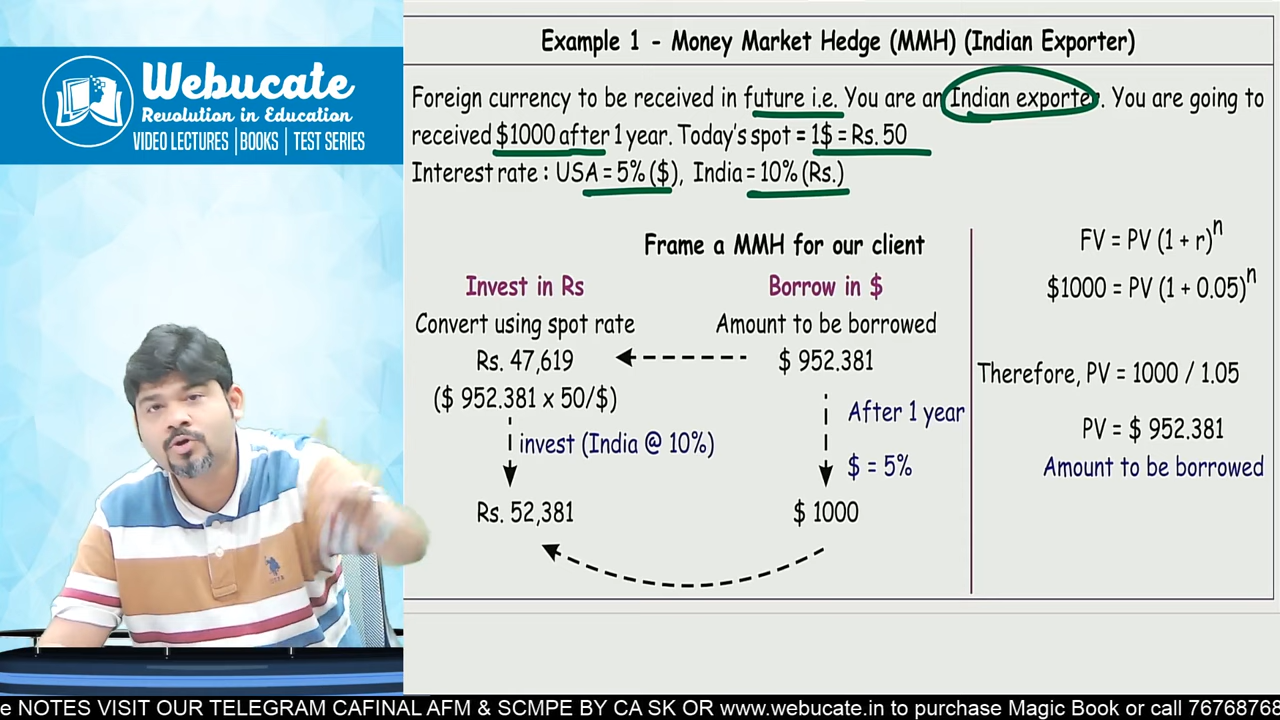 Webucate
Revolution in Education
VIDEO LECTURES | BOOKS | TEST SERIES
Example 1 - Money Market Hedge (MMH) (Indian Exporter)
Foreign currency to be received in future i.e. You are an Indian exporter. You are going to
received $1000 after 1 year. Today's spot = 1$ = Rs. 50
Interest rate : USA = 5% ($), India = 10% (Rs.)
Frame a MMH for our client
Invest in Rs
Borrow in $
Convert using spot rate
Amount to be borrowed
Rs. 47,619
$ 952.381
($ 952.381 x 50/$)
After 1 year
invest (India @ 10%)
$ = 5%
Rs. 52,381
$ 1000
FV = PV (1 + r)ⁿ
$1000 = PV (1 + 0.05)ⁿ
Therefore, PV = 1000 / 1.05
PV = $ 952.381
Amount to be borrowed
e NOTES VISIT OUR TELEGRAM CAFINAL AFM & SCMPE BY CA SK OR www.webucate.in to purchase Magic Book or call 76768768